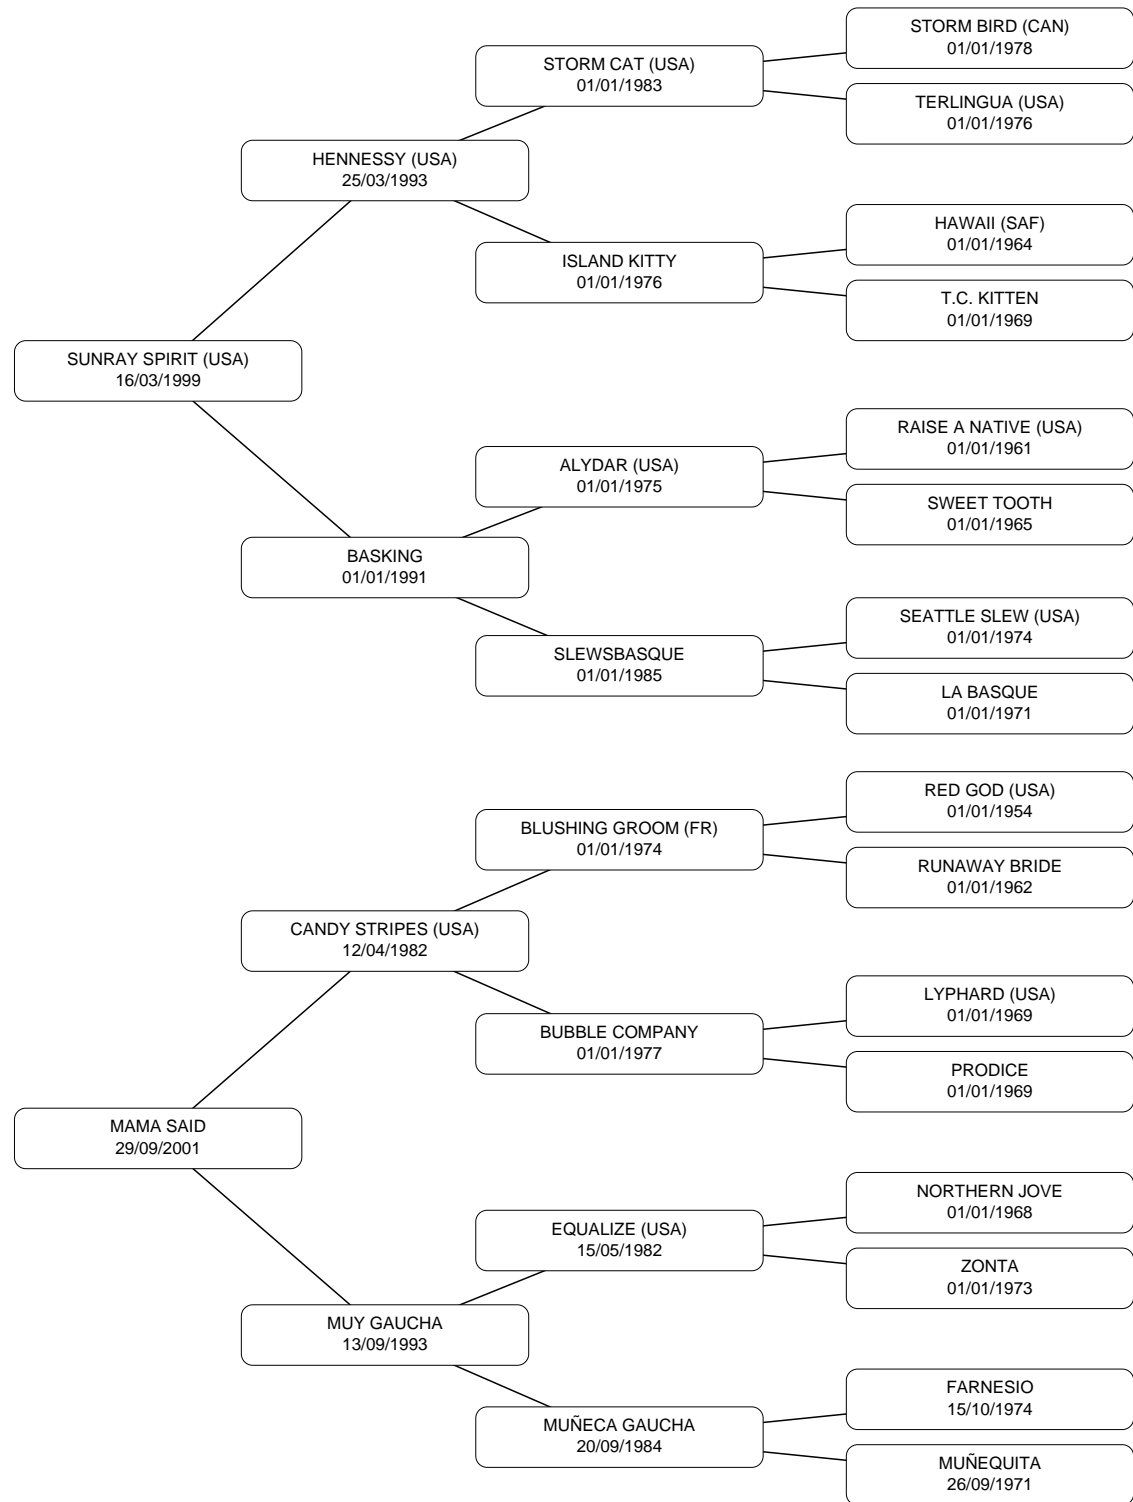 STORM BIRD (CAN)
01/01/1978
STORM CAT (USA)
01/01/1983
TERLINGUA (USA)
01/01/1976
HENNESSY (USA)
25/03/1993
HAWAII (SAF)
01/01/1964
ISLAND KITTY
01/01/1976
T.C. KITTEN
01/01/1969
SUNRAY SPIRIT (USA)
16/03/1999
RAISE A NATIVE (USA)
01/01/1961
ALYDAR (USA)
01/01/1975
SWEET TOOTH
01/01/1965
BASKING
01/01/1991
SEATTLE SLEW (USA)
01/01/1974
SLEWSBASQUE
01/01/1985
LA BASQUE
01/01/1971
RED GOD (USA)
01/01/1954
BLUSHING GROOM (FR)
01/01/1974
RUNAWAY BRIDE
01/01/1962
CANDY STRIPES (USA)
12/04/1982
LYPHARD (USA)
01/01/1969
BUBBLE COMPANY
01/01/1977
PRODICE
01/01/1969
MAMA SAID
29/09/2001
NORTHERN JOVE
01/01/1968
EQUALIZE (USA)
15/05/1982
ZONTA
01/01/1973
MUY GAUCHA
13/09/1993
FARNESIO
15/10/1974
MUÑECA GAUCHA
20/09/1984
MUÑEQUITA
26/09/1971